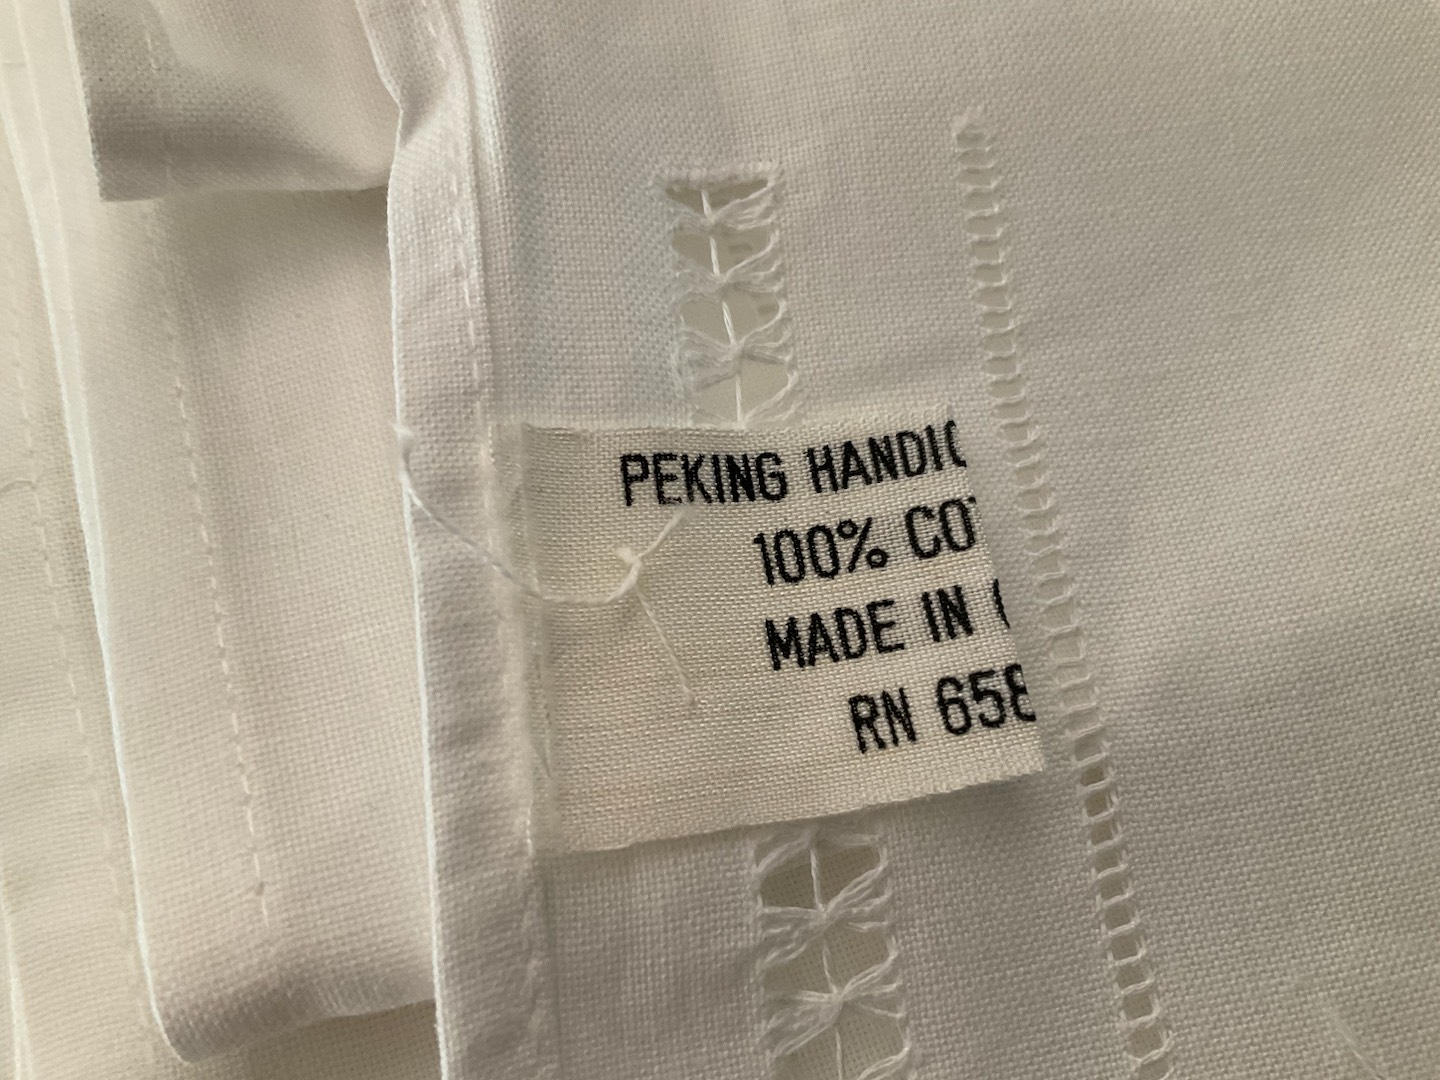 PEKING HANDIC
100% COT
MADE IN
RN 658